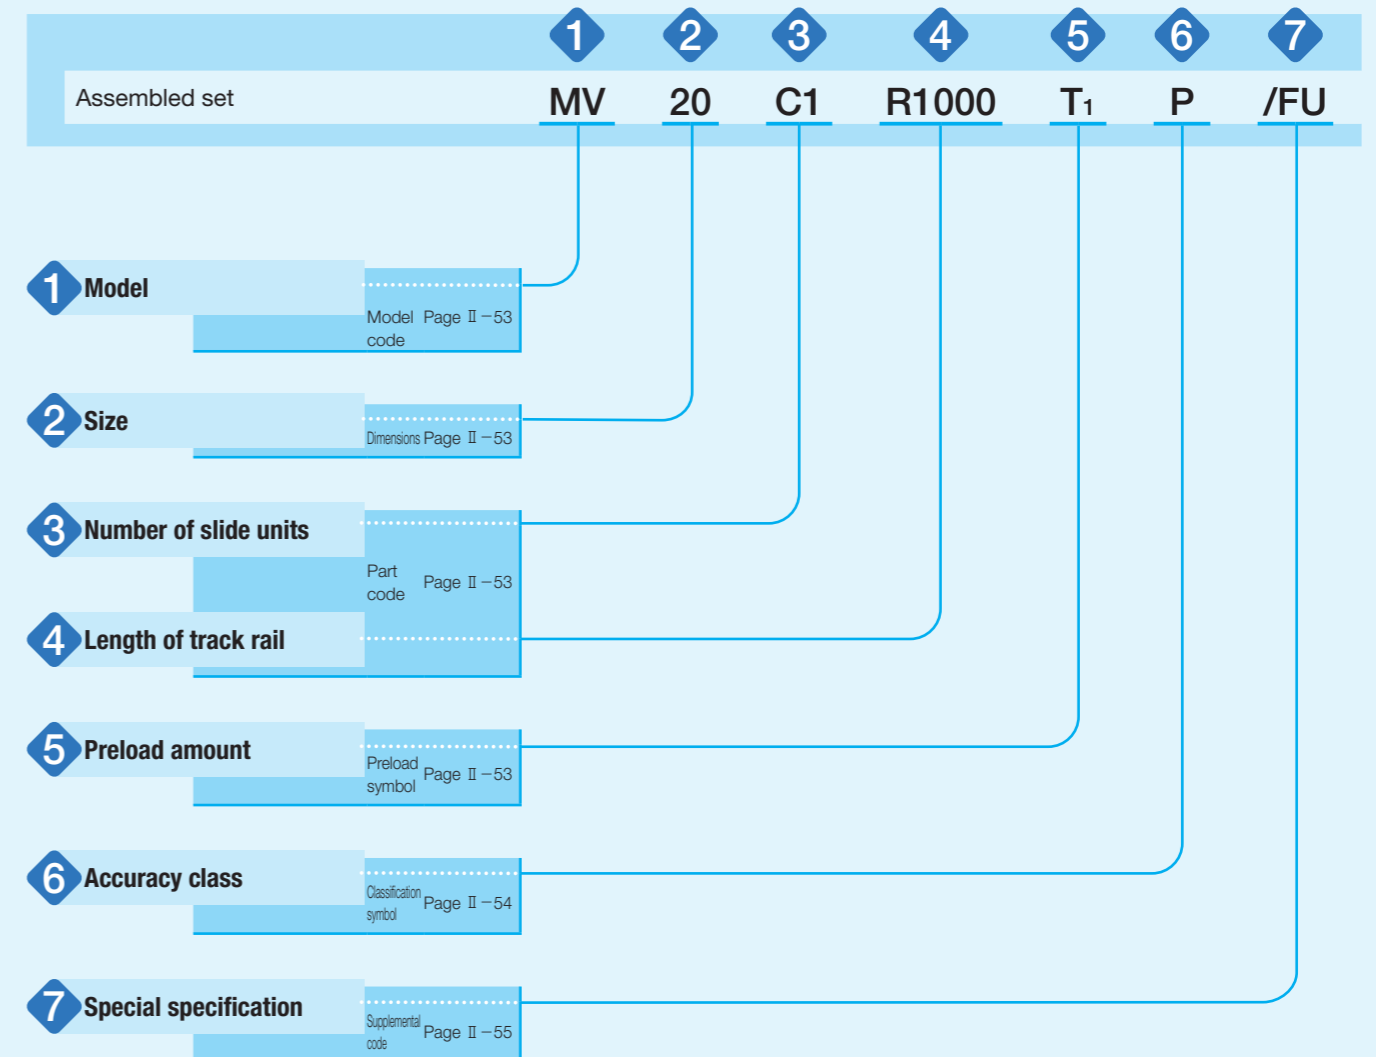 1 2 3 4 5 6 7
Assembled set MV 20 C1 R1000 T1 P /FU
1 Model
Model code Page Ⅱ－53
2 Size
Dimensions Page Ⅱ－53
3 Number of slide units
Part code Page Ⅱ－53
4 Length of track rail
5 Preload amount
Preload symbol Page Ⅱ－53
6 Accuracy class
Classification symbol Page Ⅱ－54
7 Special specification
Supplemental code Page Ⅱ－55